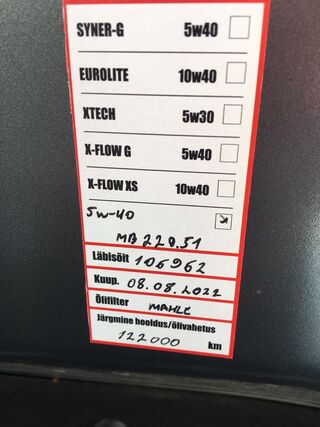 SYNER-G 5w40
EUROLITE 10w40
XTECH 5w30
X-FLOW G 5w40
X-FLOW XS 10w40
5w-40
MB 229.51
Läbisõit 106962
Kuup. 08.08.2022
Õlifilter MAHLE
Järgmine hooldus/õlivahetus
122000 km